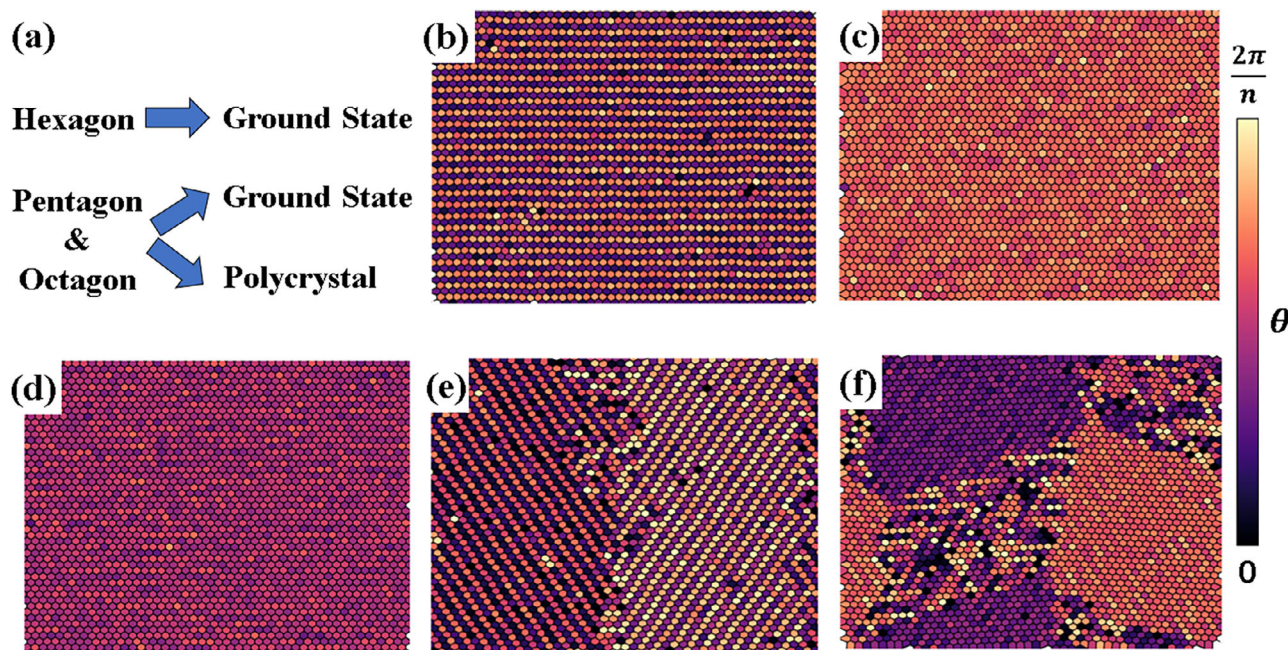 (a)
Hexagon Ground State
Pentagon Ground State
&
Octagon Polycrystal
(b)
(c)
2π
n
θ
0
(d)
(e)
(f)